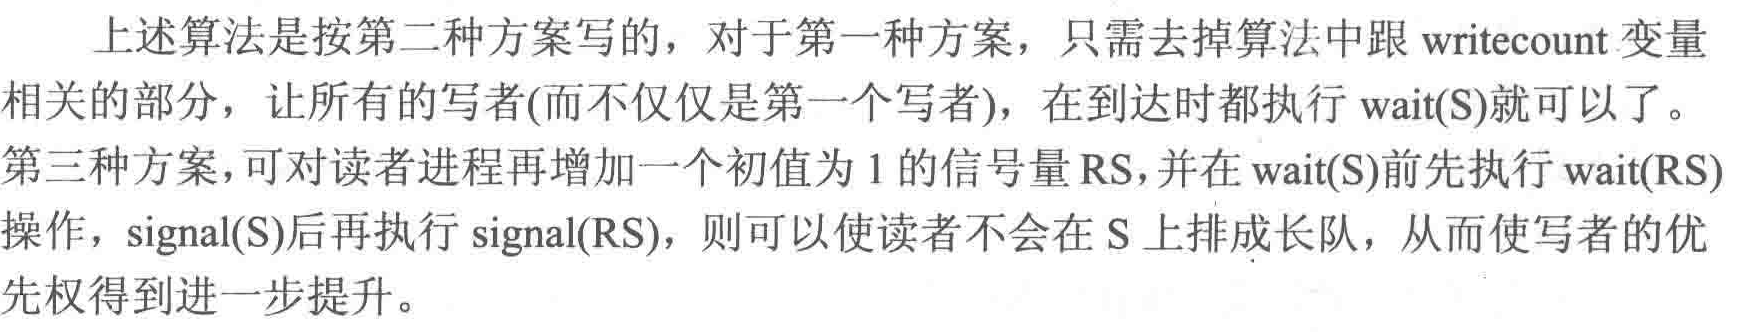 上述算法是按第二种方案写的，对于第一种方案，只需去掉算法中跟 writecount 变量
相关的部分，让所有的写者(而不仅仅是第一个写者)，在到达时都执行 wait(S)就可以了。
第三种方案，可对读者进程再增加一个初值为 1 的信号量 RS，并在 wait(S)前先执行 wait(RS)
操作，signal(S)后再执行 signal(RS)，则可以使读者不会在 S 上排成长队，从而使写者的优
先权得到进一步提升。